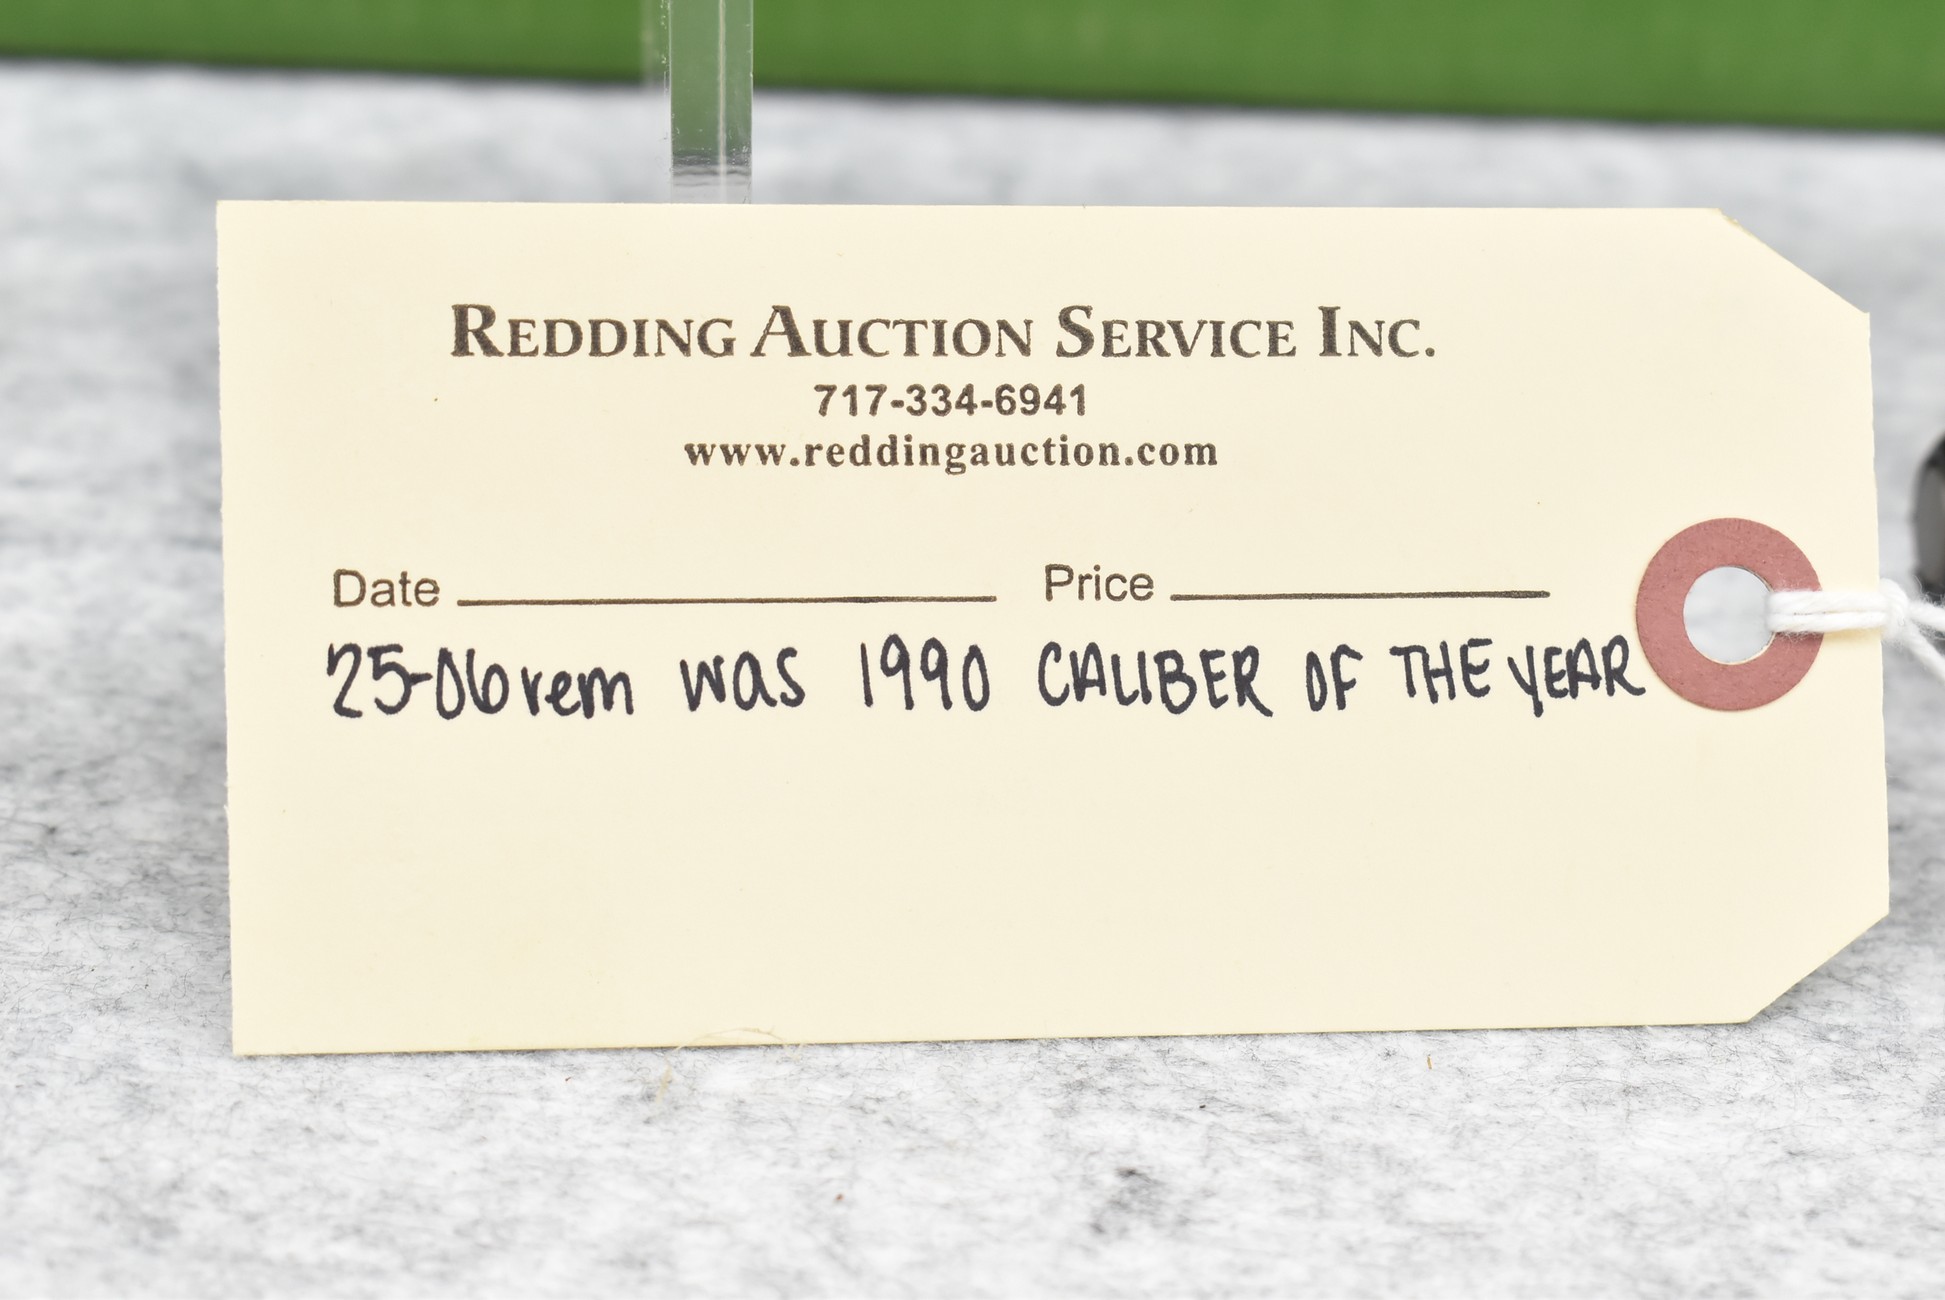 REDDING AUCTION SERVICE INC.
717-334-6941
www.reddingauction.com
Date Price
25-06 rem was 1990 CALIBER OF THE YEAR